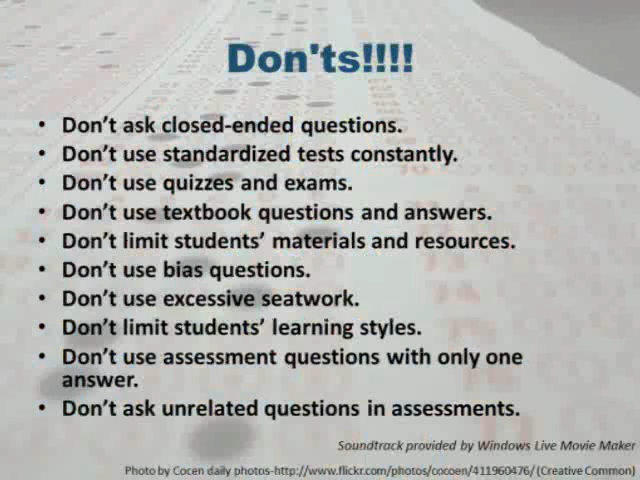 Don'ts!!!!
• Don't ask closed-ended questions.
• Don't use standardized tests constantly.
• Don't use quizzes and exams.
• Don't use textbook questions and answers.
• Don't limit students' materials and resources.
• Don't use bias questions.
• Don't use excessive seatwork.
• Don't limit students' learning styles.
• Don't use assessment questions with only one
answer.
• Don't ask unrelated questions in assessments.
Soundtrack provided by Windows Live Movie Maker
Photo by Cocen daily photos-http://www.flickr.com/photos/cocoen/411960476/ (Creative Common)